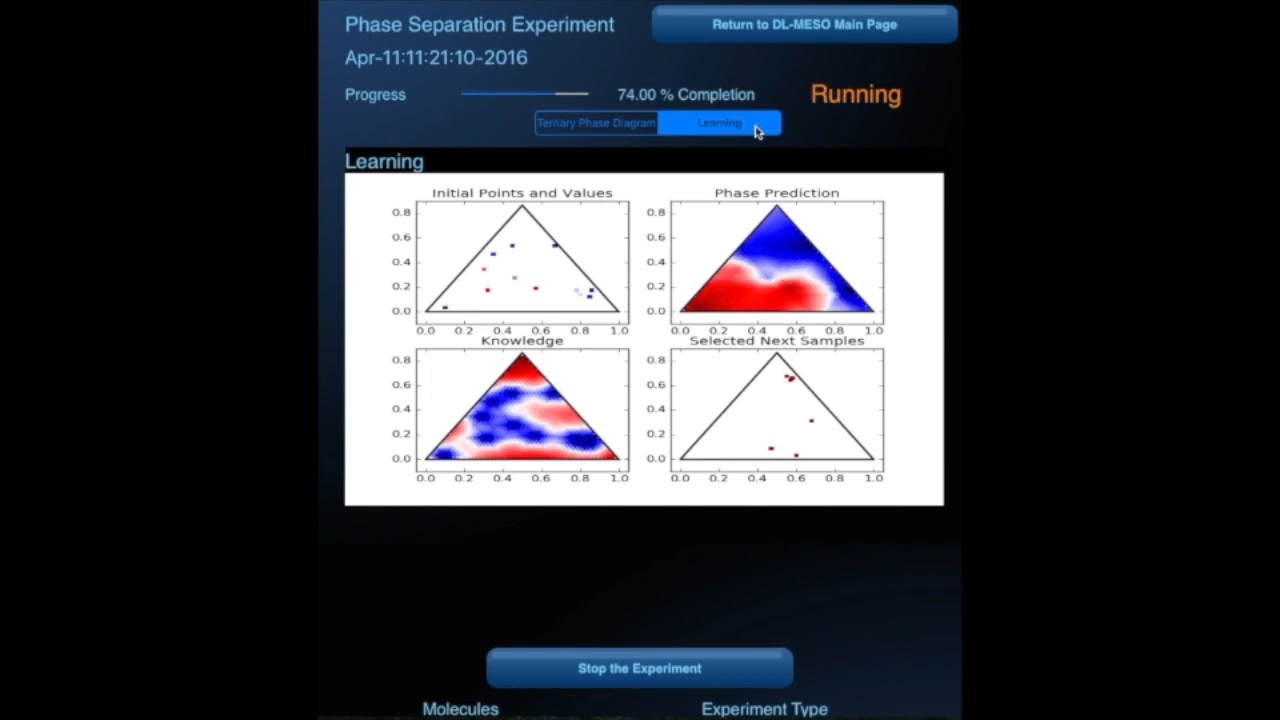 Phase Separation Experiment
Return to DL-MESO Main Page
Apr-11:11:21:10-2016
Progress
74.00 % Completion
Running
Ternary Phase Diagram
Learning
Learning
Initial Points and Values
Phase Prediction
0.8
0.6
0.4
0.2
0.0
0.0 0.2 0.4 0.6 0.8 1.0
0.8
0.6
0.4
0.2
0.0
0.0 0.2 0.4 0.6 0.8 1.0
Knowledge
Selected Next Samples
0.8
0.6
0.4
0.2
0.0
0.0 0.2 0.4 0.6 0.8 1.0
0.8
0.6
0.4
0.2
0.0
0.0 0.2 0.4 0.6 0.8 1.0
Stop the Experiment
Molecules
Experiment Type